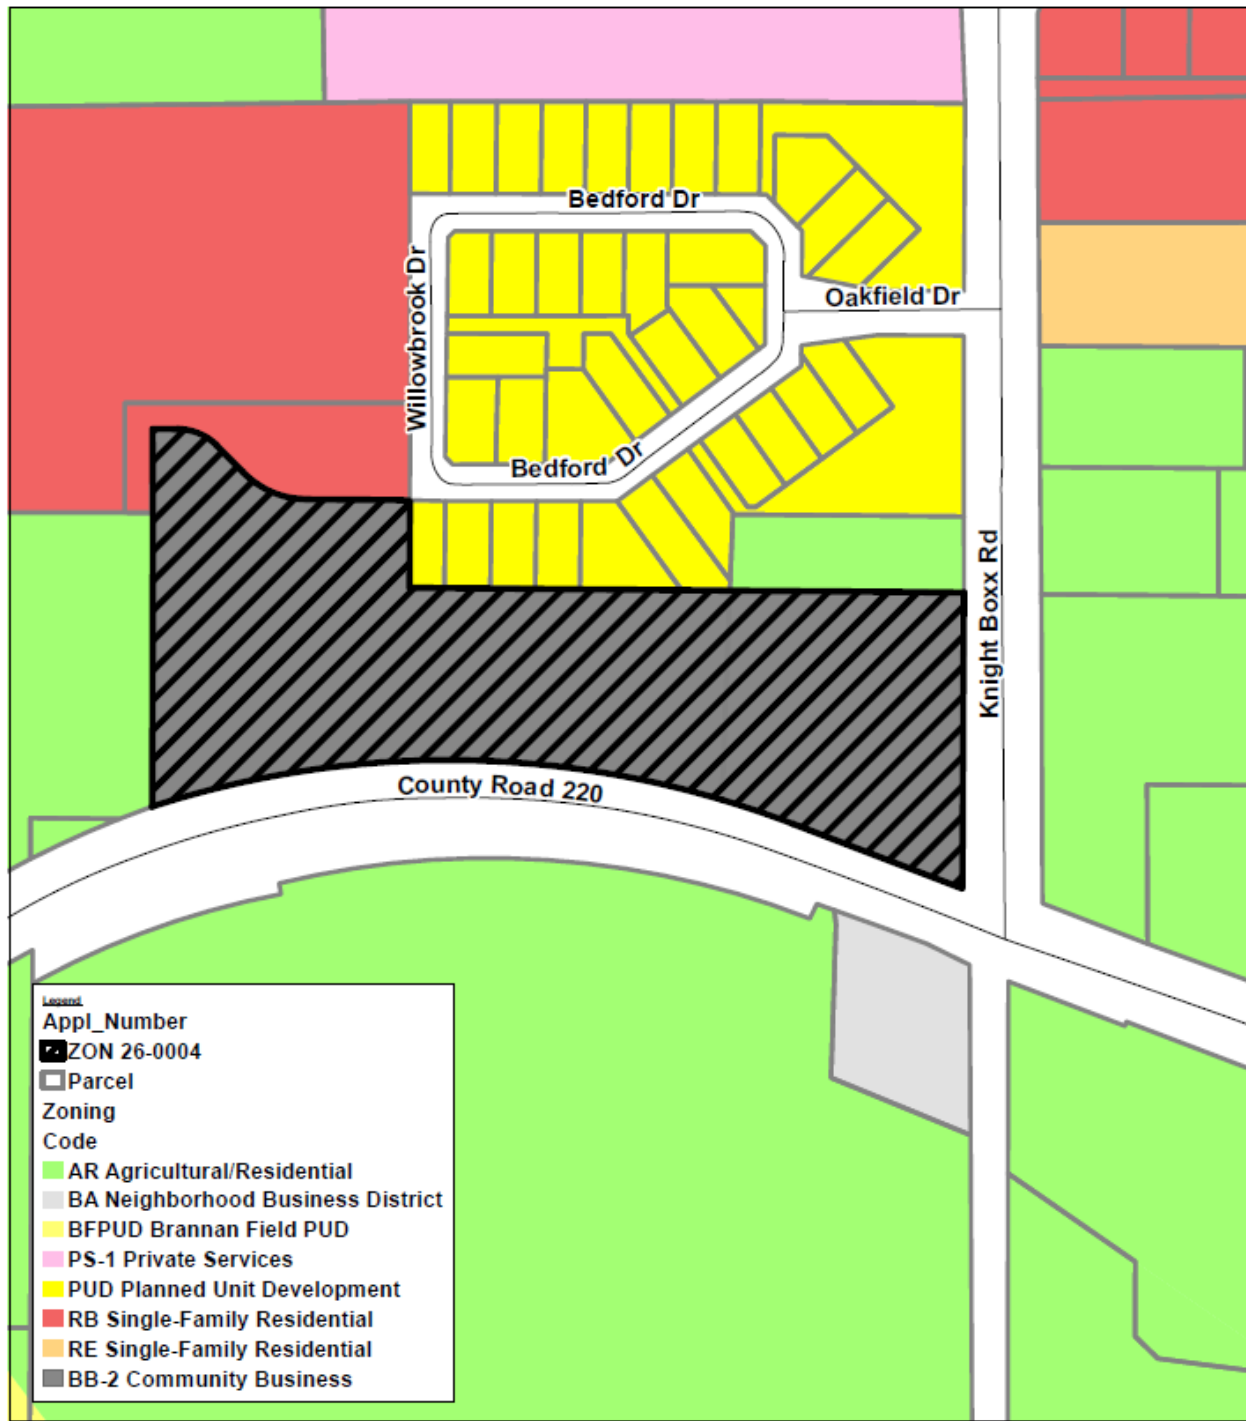 Bedford Dr
Willowbrook Dr
Oakfield Dr
Bedford Dr
Knight Boxx Rd
County Road 220
Legend
Appl_Number
ZON 26-0004
Parcel
Zoning
Code
AR Agricultural/Residential
BA Neighborhood Business District
BFPUD Brannan Field PUD
PS-1 Private Services
PUD Planned Unit Development
RB Single-Family Residential
RE Single-Family Residential
BB-2 Community Business